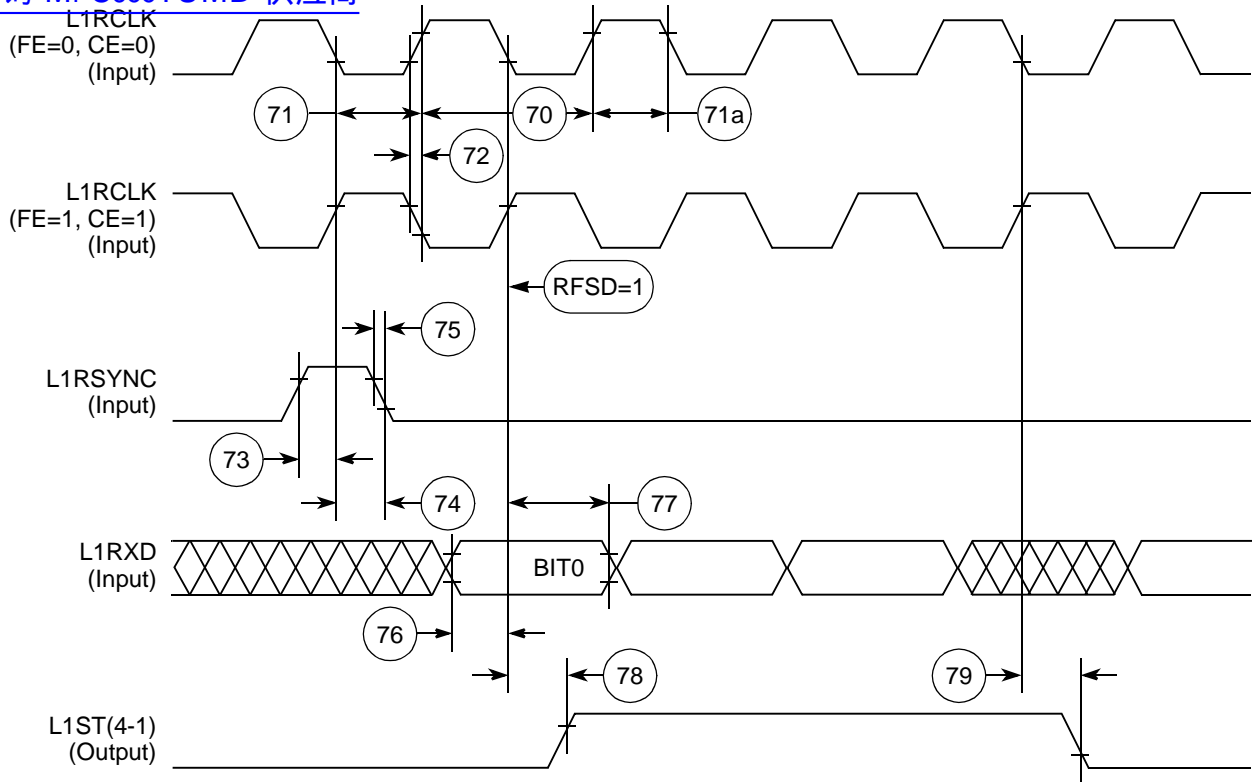 L1RCLK
(FE=0, CE=0)
(Input)
71
70
71a
72
L1RCLK
(FE=1, CE=1)
(Input)
RFSD=1
75
L1RSYNC
(Input)
73
74
77
L1RXD
(Input)
BIT0
76
78
79
L1ST(4-1)
(Output)